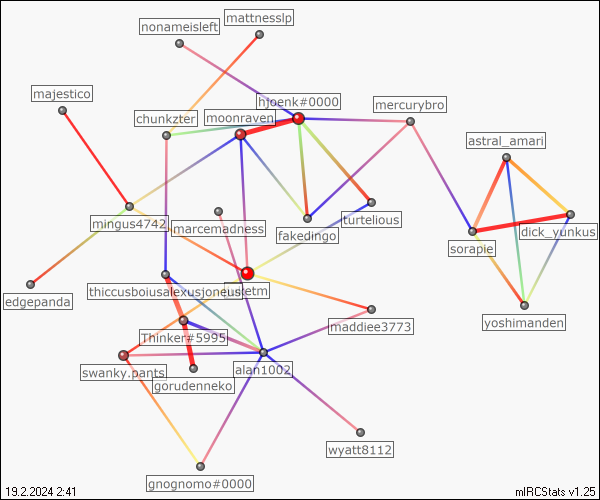 mattnesslp
nonameisleft
majestico
hjoenk#0000
mercurybro
chunkzter
moonraven
astral_amari
mingus4742
marcemadness
fakedingo
turtelious
dick_yunkus
sorapie
edgepanda
yoshimanden
maddiee3773
Thinker#5995
alan1002
swanky.pants
gorudenneko
wyatt8112
gnognomo#0000
19.2.2024 2:41
mIRCStats v1.25